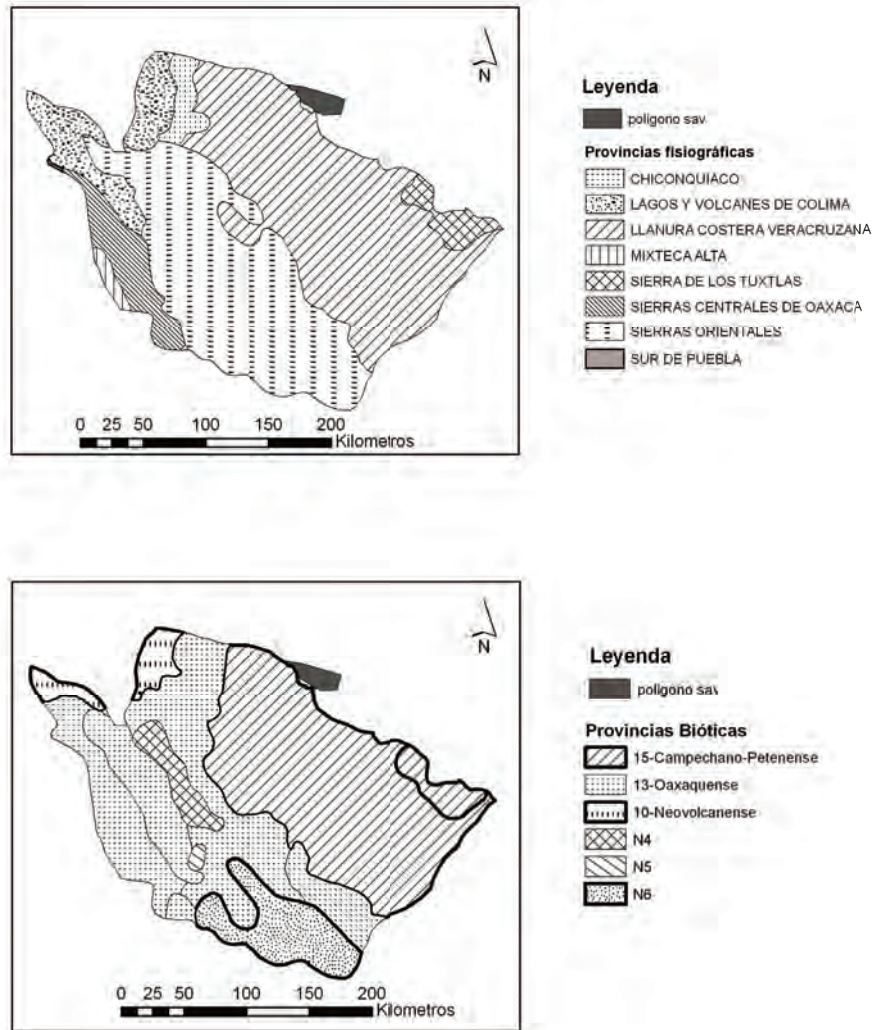 N
Leyenda
polígono sav
Provincias fisiográficas
CHICONQUIACO
LAGOS Y VOLCANES DE COLIMA
LLANURA COSTERA VERACRUZANA
MIXTECA ALTA
SIERRA DE LOS TUXTLAS
SIERRAS CENTRALES DE OAXACA
SIERRAS ORIENTALES
SUR DE PUEBLA
0 25 50 100 150 200
Kilometros
N
Leyenda
polígono sav
Provincias Bióticas
15-Campechano-Petenense
13-Oaxaquense
10-Neovolcanense
N4
N5
N6
0 25 50 100 150 200
Kilometros